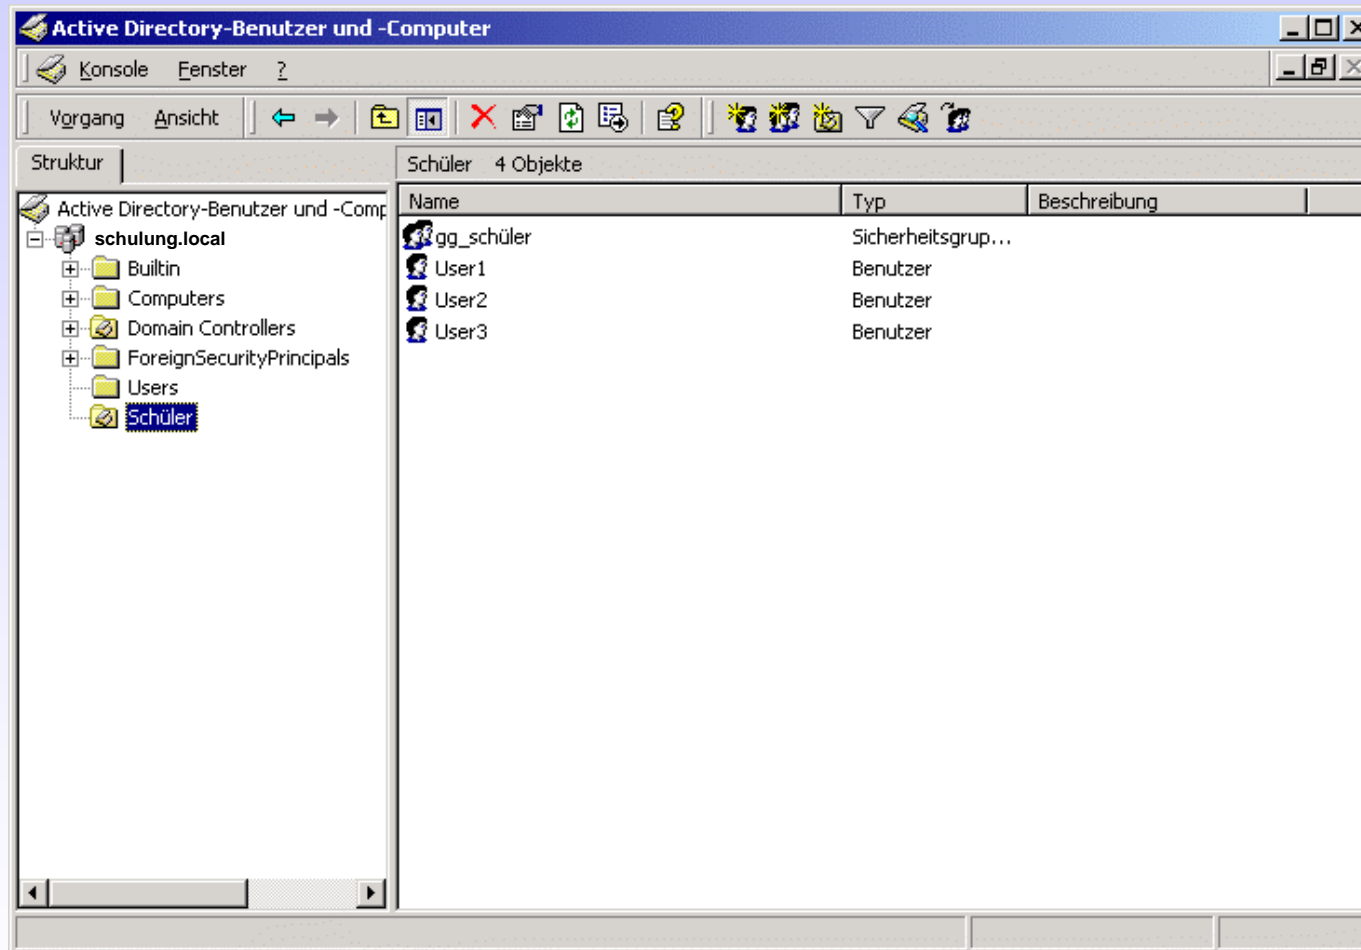 Active Directory-Benutzer und -Computer
Konsole Fenster ?
Vorgang Ansicht
Struktur
Schüler 4 Objekte
Active Directory-Benutzer und -Comp
schulung.local
Builtin
Computers
Domain Controllers
ForeignSecurityPrincipals
Users
Schüler
Name Typ Beschreibung
gg_schüler Sicherheitsgrup...
User1 Benutzer
User2 Benutzer
User3 Benutzer